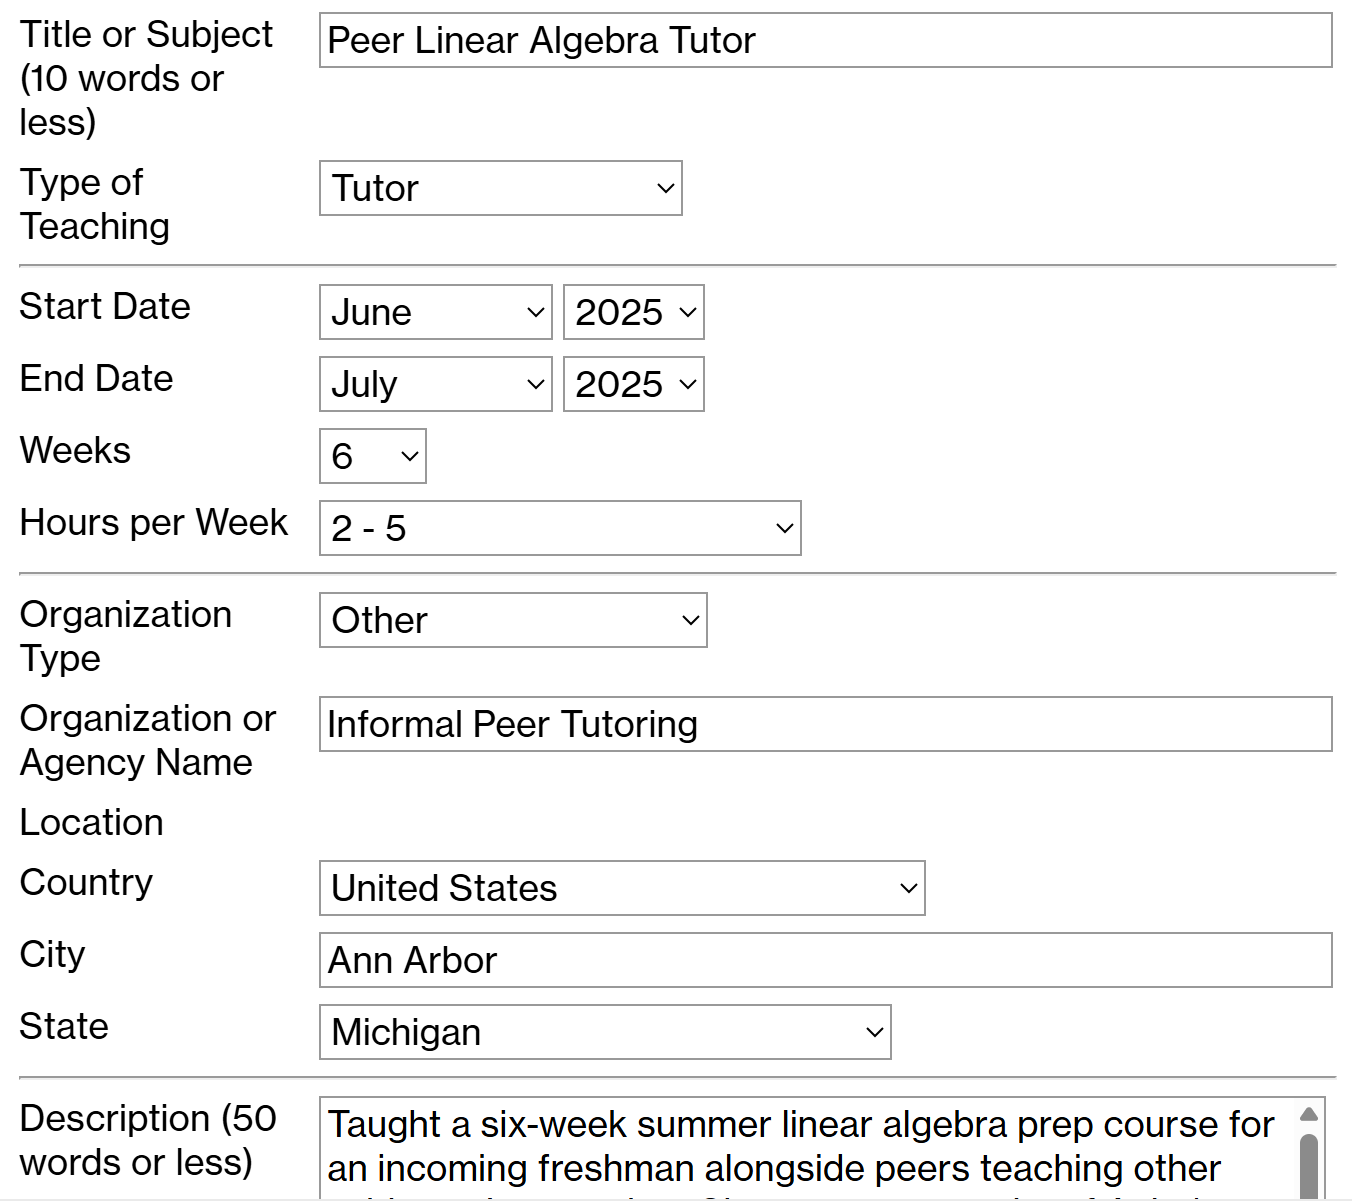 Title or Subject
(10 words or
less)
Peer Linear Algebra Tutor
Type of
Teaching
Tutor
Start Date
June
2025
End Date
July
2025
Weeks
6
Hours per Week
2 - 5
Organization
Type
Other
Organization or
Agency Name
Informal Peer Tutoring
Location
Country
United States
City
Ann Arbor
State
Michigan
Description (50
words or less)
Taught a six-week summer linear algebra prep course for
an incoming freshman alongside peers teaching other